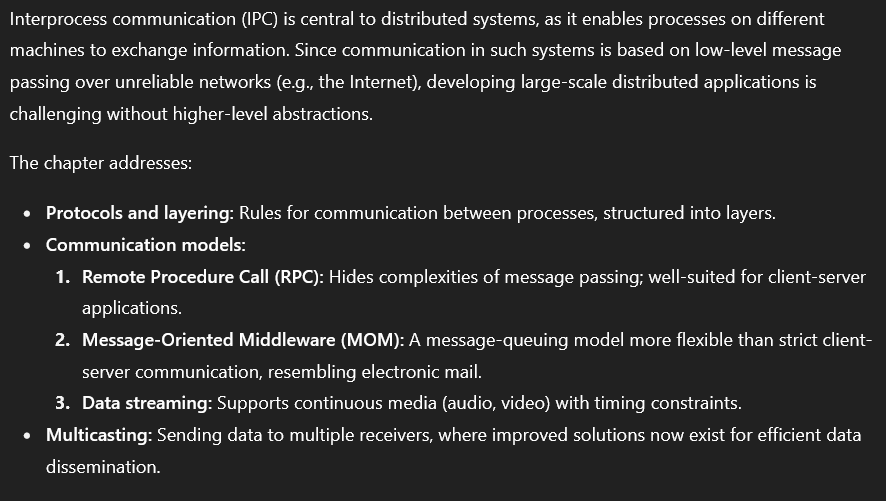 Interprocess communication (IPC) is central to distributed systems, as it enables processes on different
machines to exchange information. Since communication in such systems is based on low-level message
passing over unreliable networks (e.g., the Internet), developing large-scale distributed applications is
challenging without higher-level abstractions.
The chapter addresses:
• Protocols and layering: Rules for communication between processes, structured into layers.
• Communication models:
1. Remote Procedure Call (RPC): Hides complexities of message passing; well-suited for client-server
applications.
2. Message-Oriented Middleware (MOM): A message-queuing model more flexible than strict client-
server communication, resembling electronic mail.
3. Data streaming: Supports continuous media (audio, video) with timing constraints.
• Multicasting: Sending data to multiple receivers, where improved solutions now exist for efficient data
dissemination.